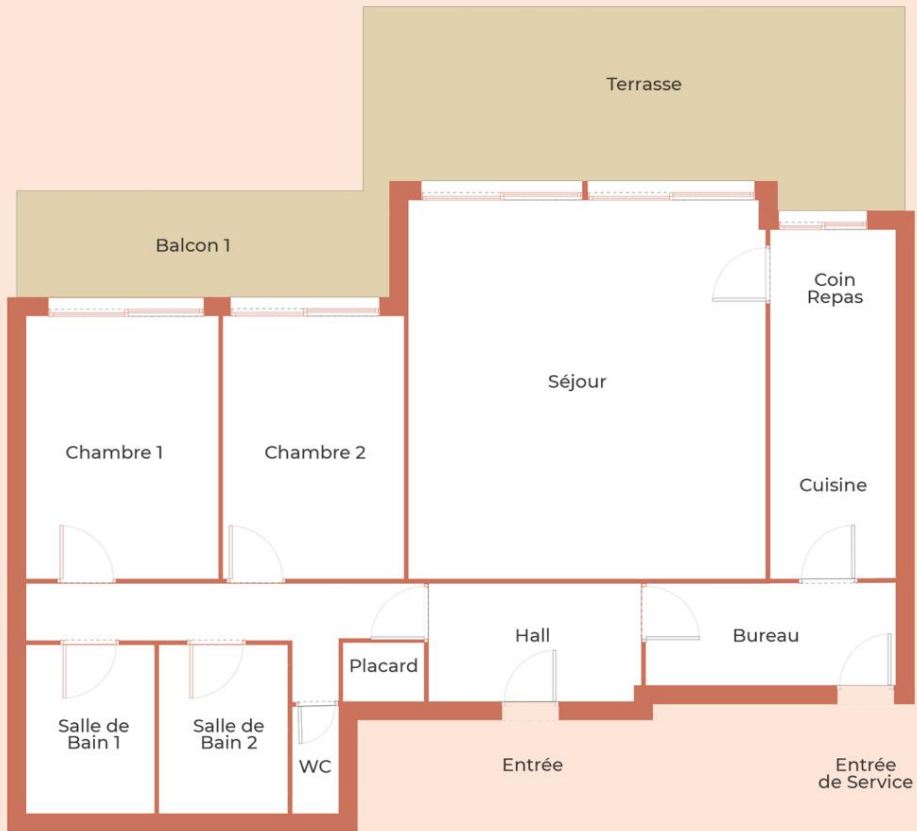 Terrasse
Balcon 1
Coin
Repas
Séjour
Chambre 1
Chambre 2
Cuisine
Hall
Bureau
Placard
Salle de
Bain 1
Salle de
Bain 2
WC
Entrée
Entrée
de Service